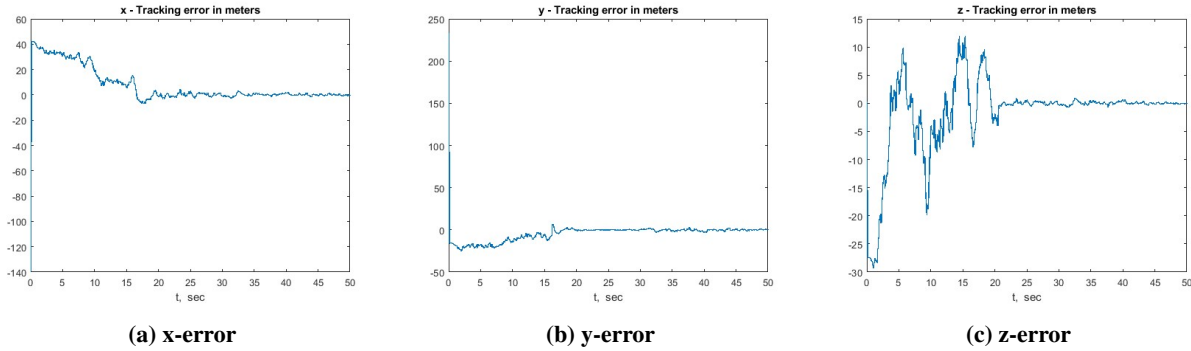 x - Tracking error in meters
60
40
20
0
-20
-40
-60
-80
-100
-120
-140
0 5 10 15 20 25 30 35 40 45 50
t, sec
(a) x-error
y - Tracking error in meters
250
200
150
100
50
0
-50
0 5 10 15 20 25 30 35 40 45 50
t, sec
(b) y-error
z - Tracking error in meters
15
10
5
0
-5
-10
-15
-20
-25
-30
0 5 10 15 20 25 30 35 40 45 50
t, sec
(c) z-error